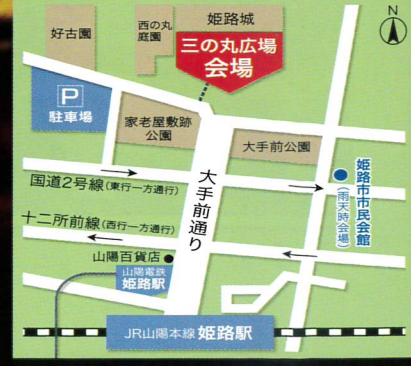 N
姫路城
西の丸
庭園
好古園
三の丸広場
会場
P
駐車場
家老屋敷跡
公園
大手前公園
国道2号線(東行一方通行)
大手前通り
姫路市市民会館
(雨天時会場)
十二所前線(西行一方通行)
山陽百貨店
山陽電鉄
姫路駅
JR山陽本線 姫路駅